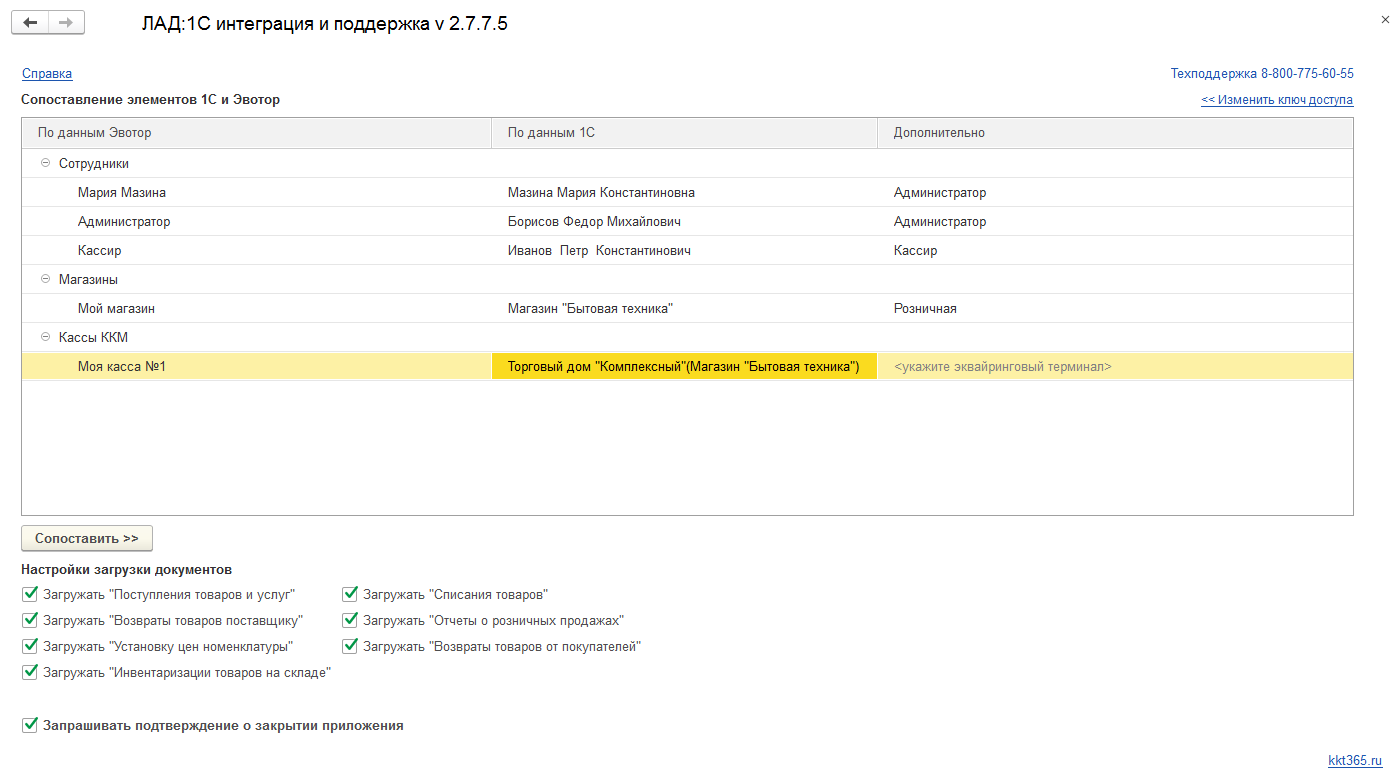 ЛАД:1С интеграция и поддержка v 2.7.7.5
Справка
Техподдержка 8-800-775-60-55
Сопоставление элементов 1С и Эвотор
<< Изменить ключ доступа
По данным Эвотор По данным 1С Дополнительно
Сотрудники
Мария Мазина Мазина Мария Константиновна Администратор
Администратор Борисов Федор Михайлович Администратор
Кассир Иванов Петр Константинович Кассир
Магазины
Мой магазин Магазин "Бытовая техника" Розничная
Кассы ККМ
Моя касса №1 Торговый дом "Комплексный"(Магазин "Бытовая техника") <укажите эквайринговый терминал>
Сопоставить >>
Настройки загрузки документов
Загружать "Поступления товаров и услуг" Загружать "Списания товаров"
Загружать "Возвраты товаров поставщику" Загружать "Отчеты о розничных продажах"
Загружать "Установку цен номенклатуры" Загружать "Возвраты товаров от покупателей"
Загружать "Инвентаризации товаров на складе"
Запрашивать подтверждение о закрытии приложения
kkt365.ru